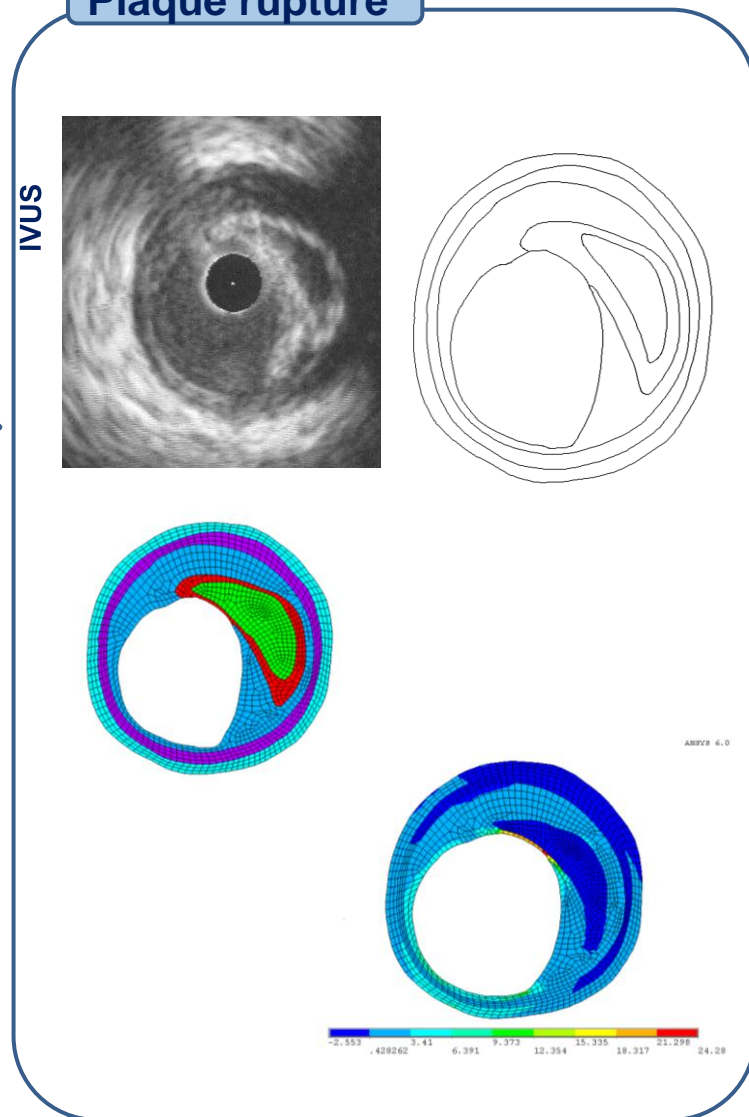 Plaque rupture
IVUS
ANSYS 6.0
-2.553 3.41 9.373 15.335 21.298
.428262 6.391 12.354 18.317 24.28